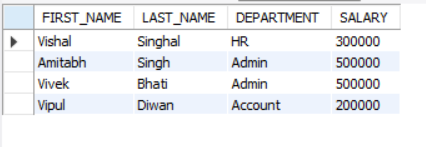 FIRST_NAME LAST_NAME DEPARTMENT SALARY
Vishal Singhal HR 300000
Amitabh Singh Admin 500000
Vivek Bhati Admin 500000
Vipul Diwan Account 200000